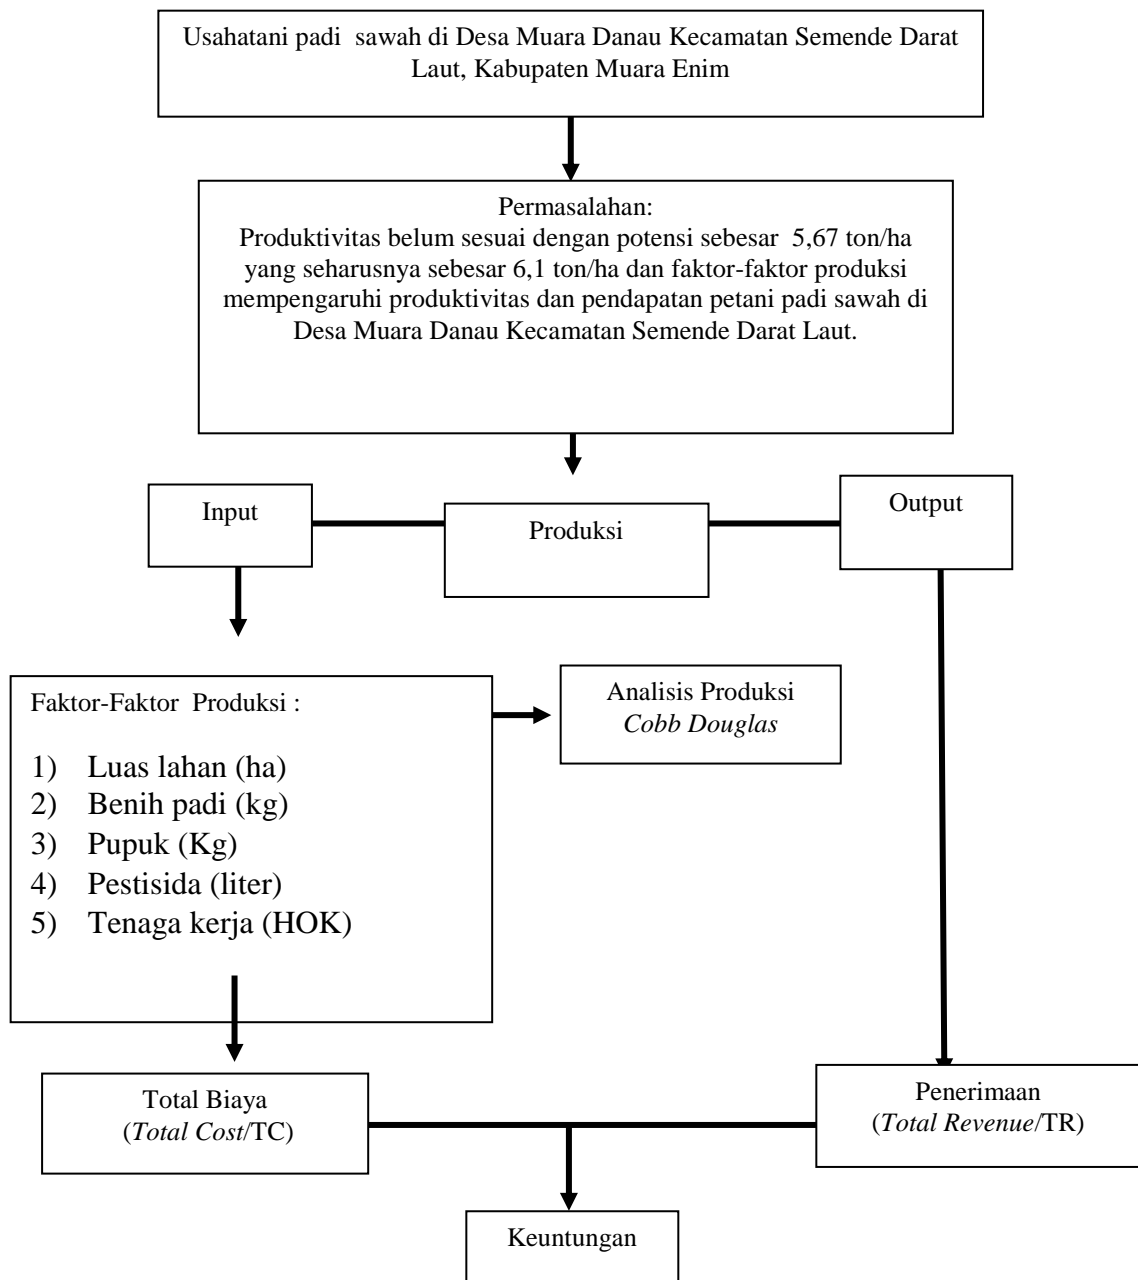 Usahatani padi sawah di Desa Muara Danau Kecamatan Semende Darat
Laut, Kabupaten Muara Enim
Permasalahan:
Produktivitas belum sesuai dengan potensi sebesar 5,67 ton/ha
yang seharusnya sebesar 6,1 ton/ha dan faktor-faktor produksi
mempengaruhi produktivitas dan pendapatan petani padi sawah di
Desa Muara Danau Kecamatan Semende Darat Laut.
Input
Produksi
Output
Faktor-Faktor Produksi :
1) Luas lahan (ha)
2) Benih padi (kg)
3) Pupuk (Kg)
4) Pestisida (liter)
5) Tenaga kerja (HOK)
Analisis Produksi
Cobb Douglas
Total Biaya
(Total Cost/TC)
Penerimaan
(Total Revenue/TR)
Keuntungan